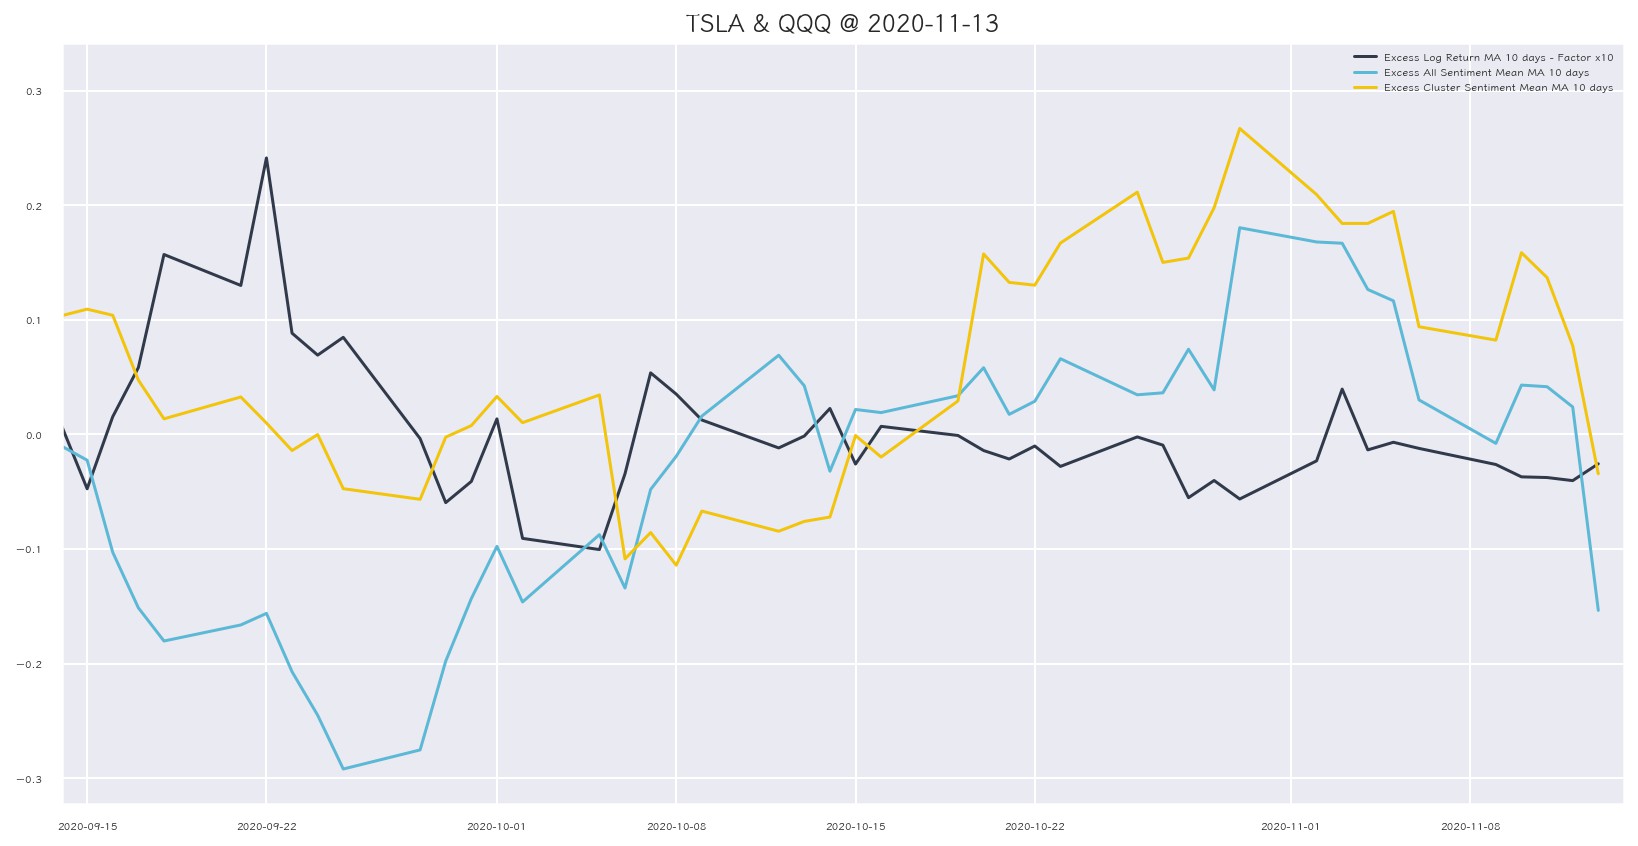 TSLA & QQQ @ 2020-11-13
Excess Log Return MA 10 days - Factor x10
Excess All Sentiment Mean MA 10 days
Excess Cluster Sentiment Mean MA 10 days
0.3
0.2
0.1
0.0
−0.1
−0.2
−0.3
2020-09-15 2020-09-22 2020-10-01 2020-10-08 2020-10-15 2020-10-22 2020-11-01 2020-11-08